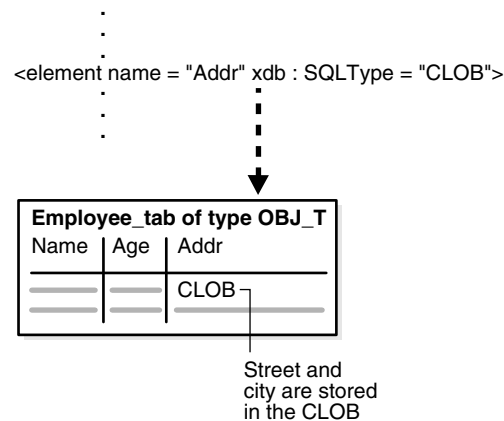 <element name = "Addr" xdb : SQLType = "CLOB">
Employee_tab of type OBJ_T
Name Age Addr
CLOB
Street and
city are stored
in the CLOB